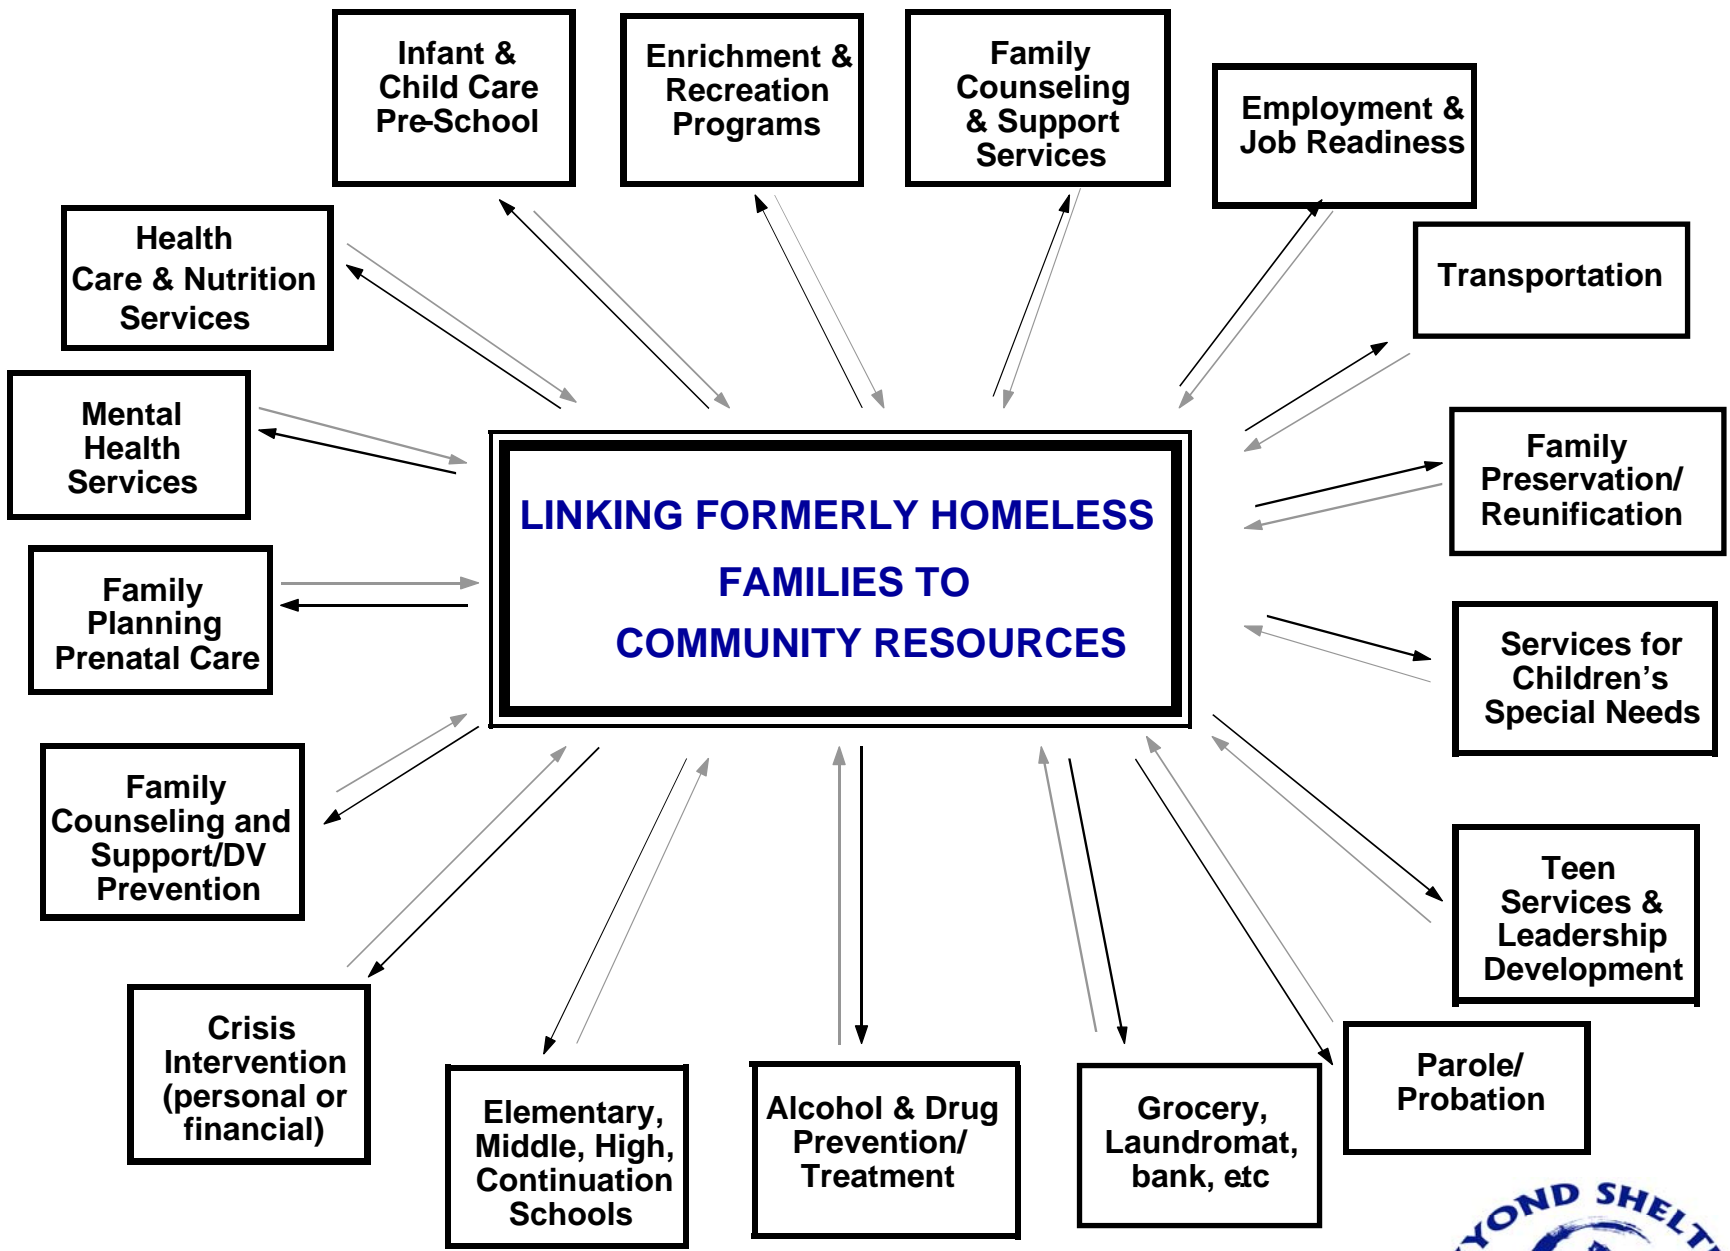 Infant &
Child Care
Pre-School
Enrichment &
Recreation
Programs
Family
Counseling
& Support
Services
Employment &
Job Readiness
Health
Care & Nutrition
Services
Transportation
Mental
Health
Services
Family
Preservation/
Reunification
LINKING FORMERLY HOMELESS
FAMILIES TO
COMMUNITY RESOURCES
Family
Planning
Prenatal Care
Services for
Children's
Special Needs
Family
Counseling and
Support/DV
Prevention
Teen
Services &
Leadership
Development
Crisis
Intervention
(personal or
financial)
Elementary,
Middle, High,
Continuation
Schools
Alcohol & Drug
Prevention/
Treatment
Grocery,
Laundromat,
bank, etc
Parole/
Probation